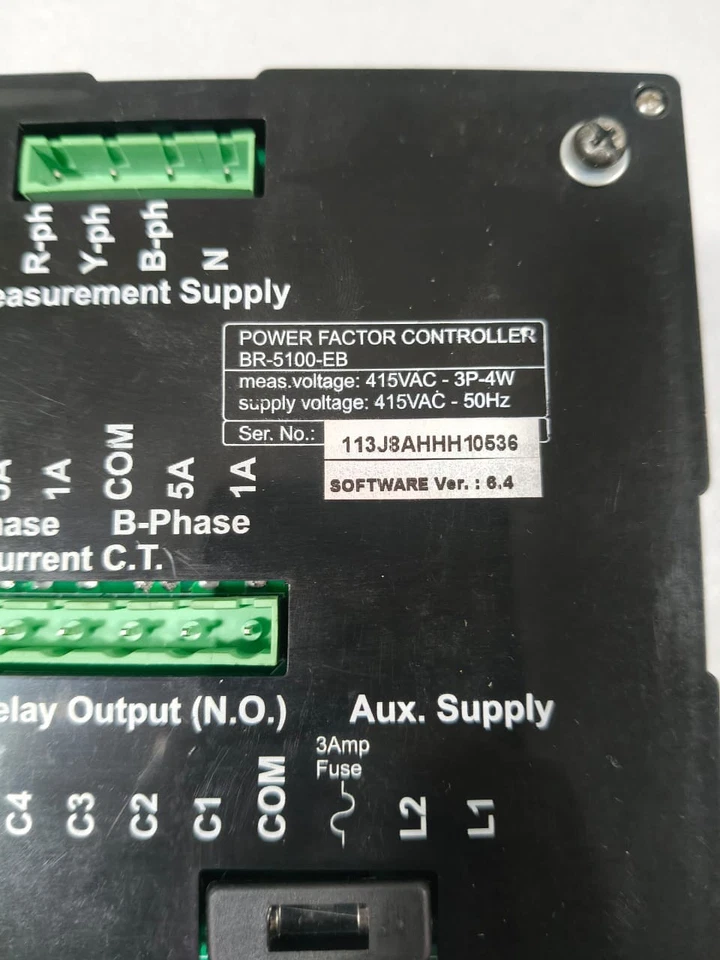 R-ph
Y-ph
B-ph
N
easurement Supply
POWER FACTOR CONTROLLER
BR-5100-EB
meas.voltage: 415VAC - 3P-4W
supply voltage: 415VAC - 50Hz
Ser. No.: 113J8AHHH10536
SOFTWARE Ver. : 6.4
5A
1A
COM
5A
1A
hase
B-Phase
urrent C.T.
elay Output (N.O.)
Aux. Supply
3Amp
Fuse
C4
C3
C2
C1
COM
L2
L1